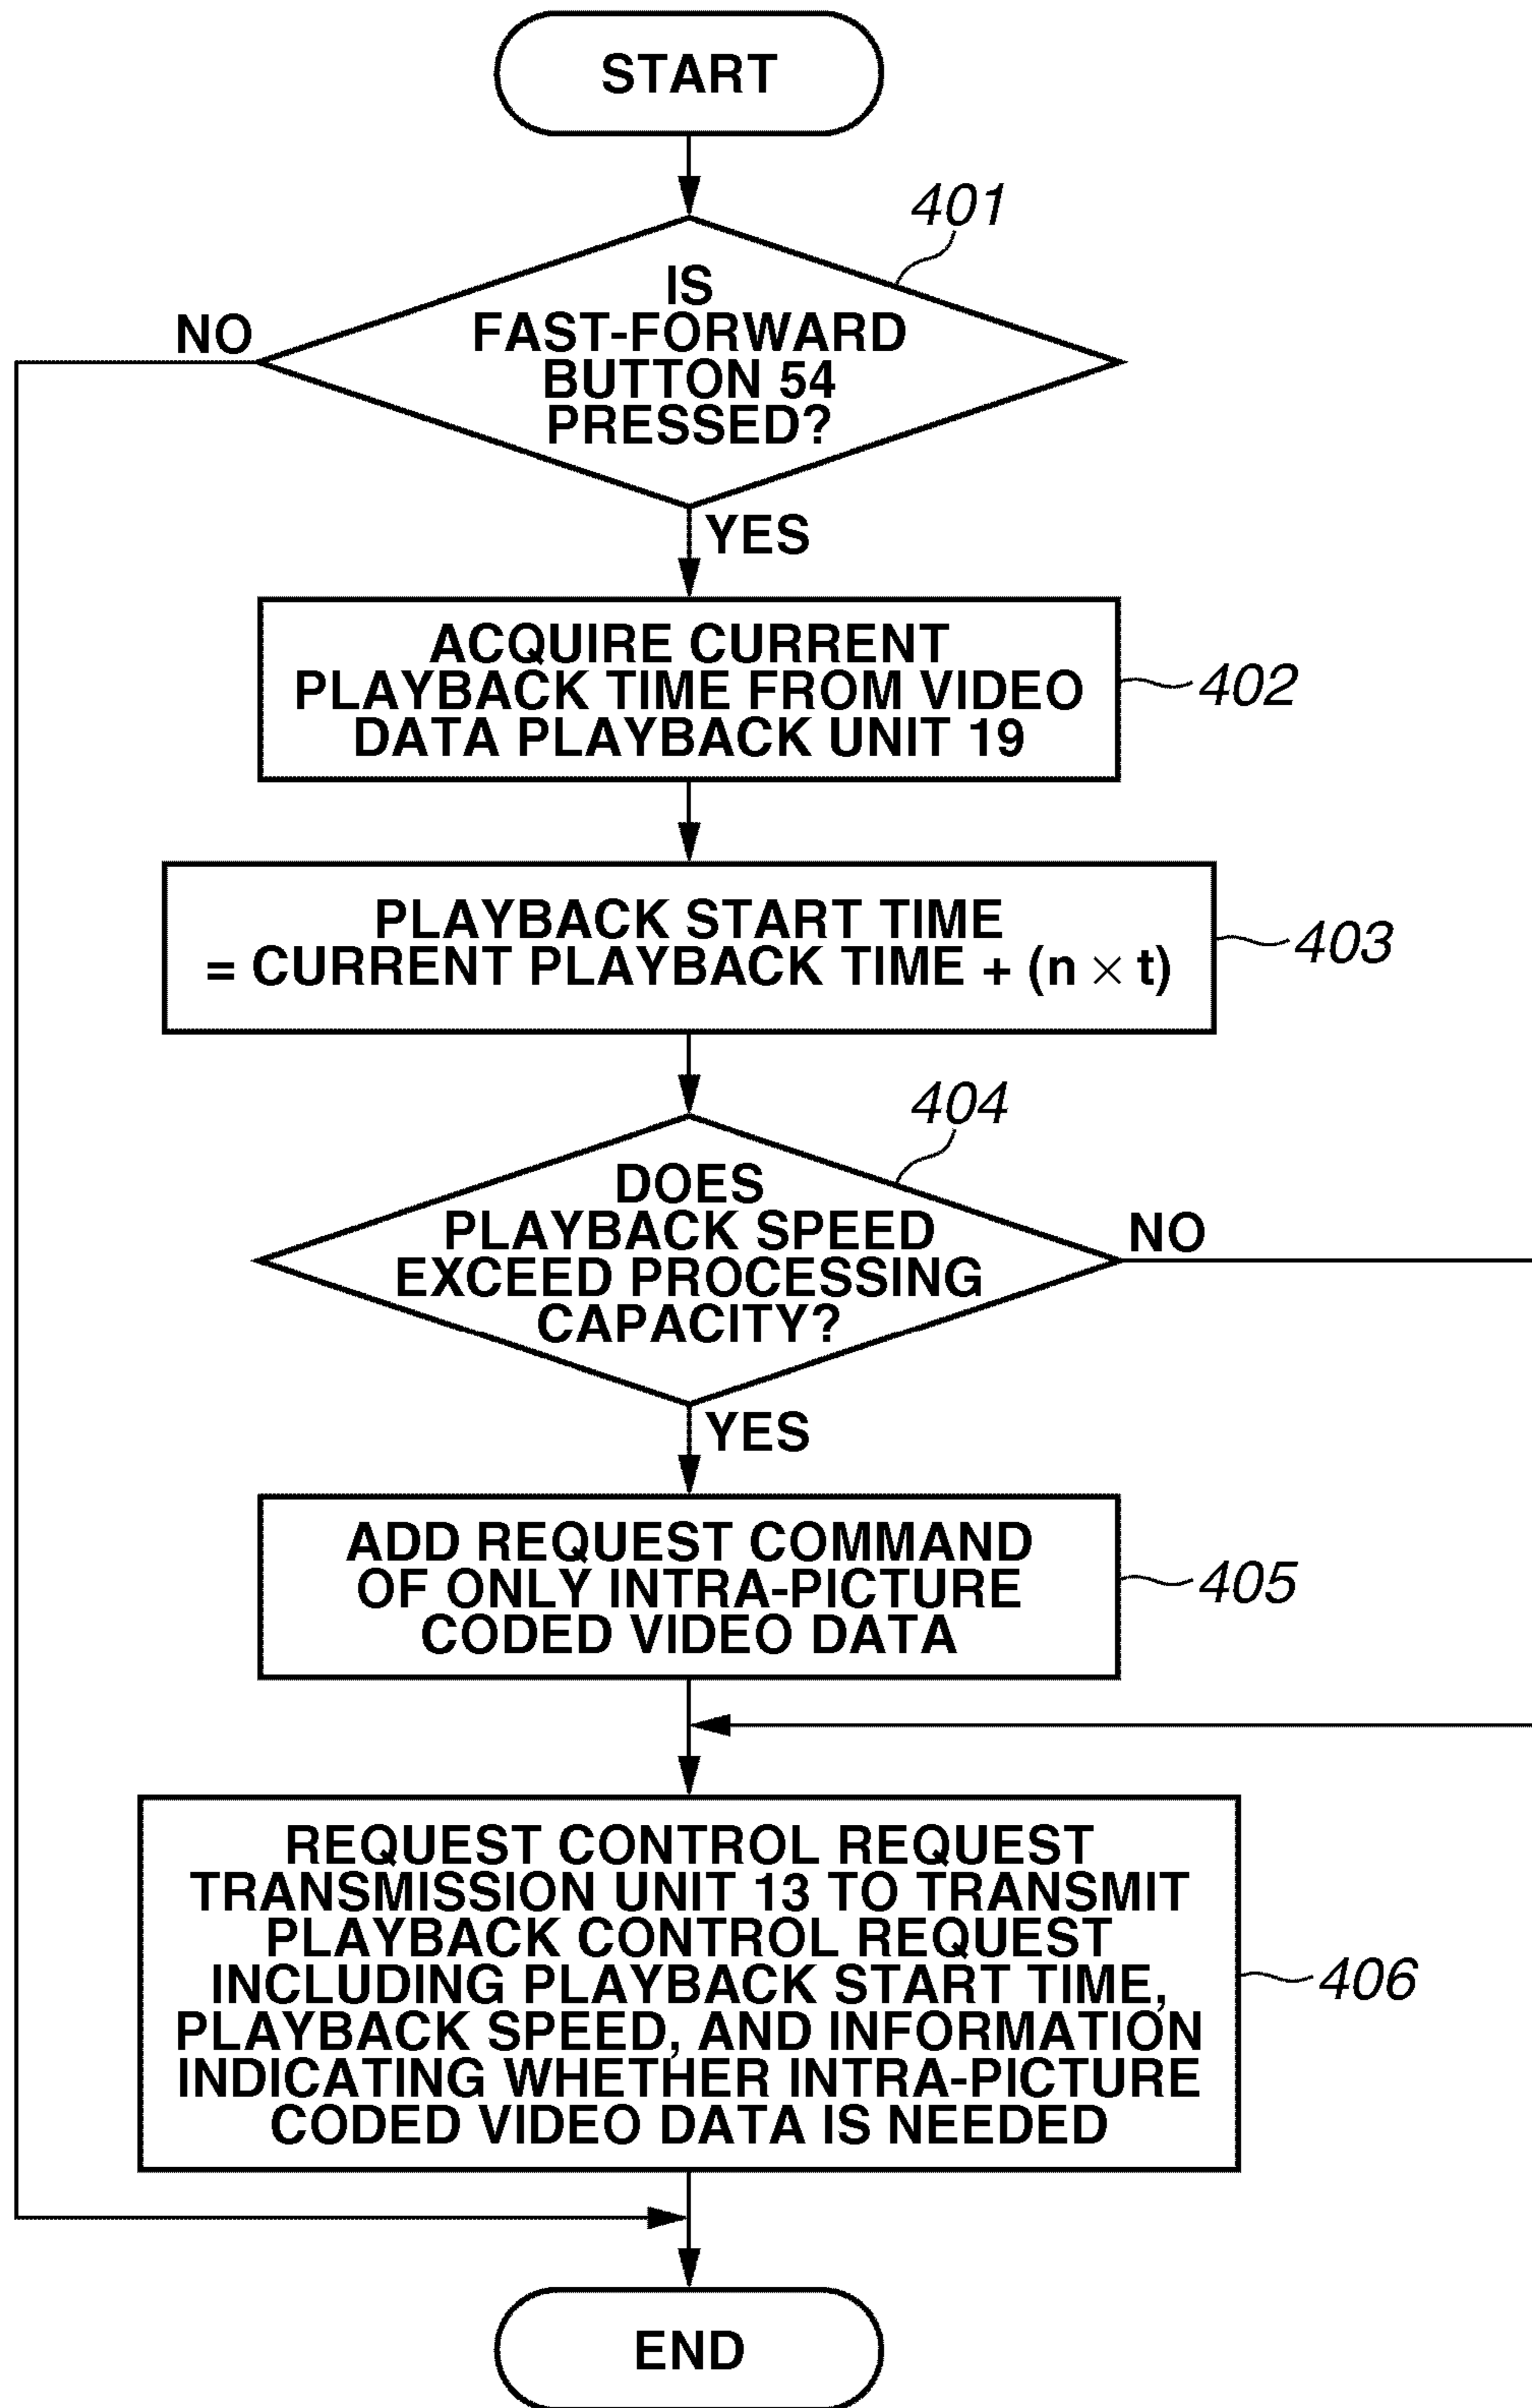 START
401
IS
FAST-FORWARD
BUTTON 54
PRESSED?
NO
YES
ACQUIRE CURRENT
PLAYBACK TIME FROM VIDEO
DATA PLAYBACK UNIT 19
402
PLAYBACK START TIME
= CURRENT PLAYBACK TIME + (n × t)
403
404
DOES
PLAYBACK SPEED
EXCEED PROCESSING
CAPACITY?
NO
YES
ADD REQUEST COMMAND
OF ONLY INTRA-PICTURE
CODED VIDEO DATA
405
REQUEST CONTROL REQUEST
TRANSMISSION UNIT 13 TO TRANSMIT
PLAYBACK CONTROL REQUEST
INCLUDING PLAYBACK START TIME,
PLAYBACK SPEED, AND INFORMATION
INDICATING WHETHER INTRA-PICTURE
CODED VIDEO DATA IS NEEDED
406
END